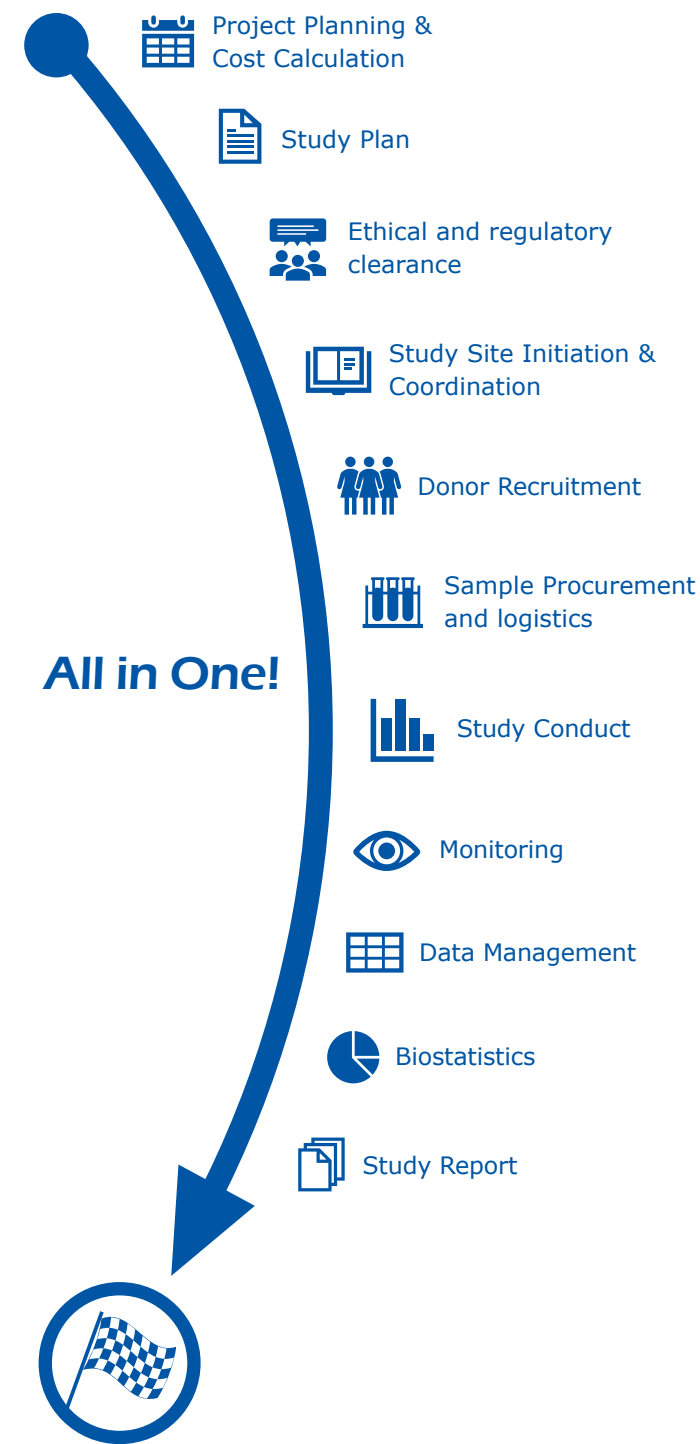 Project Planning &
Cost Calculation
Study Plan
Ethical and regulatory
clearance
Study Site Initiation &
Coordination
Donor Recruitment
Sample Procurement
and logistics
All in One!
Study Conduct
Monitoring
Data Management
Biostatistics
Study Report